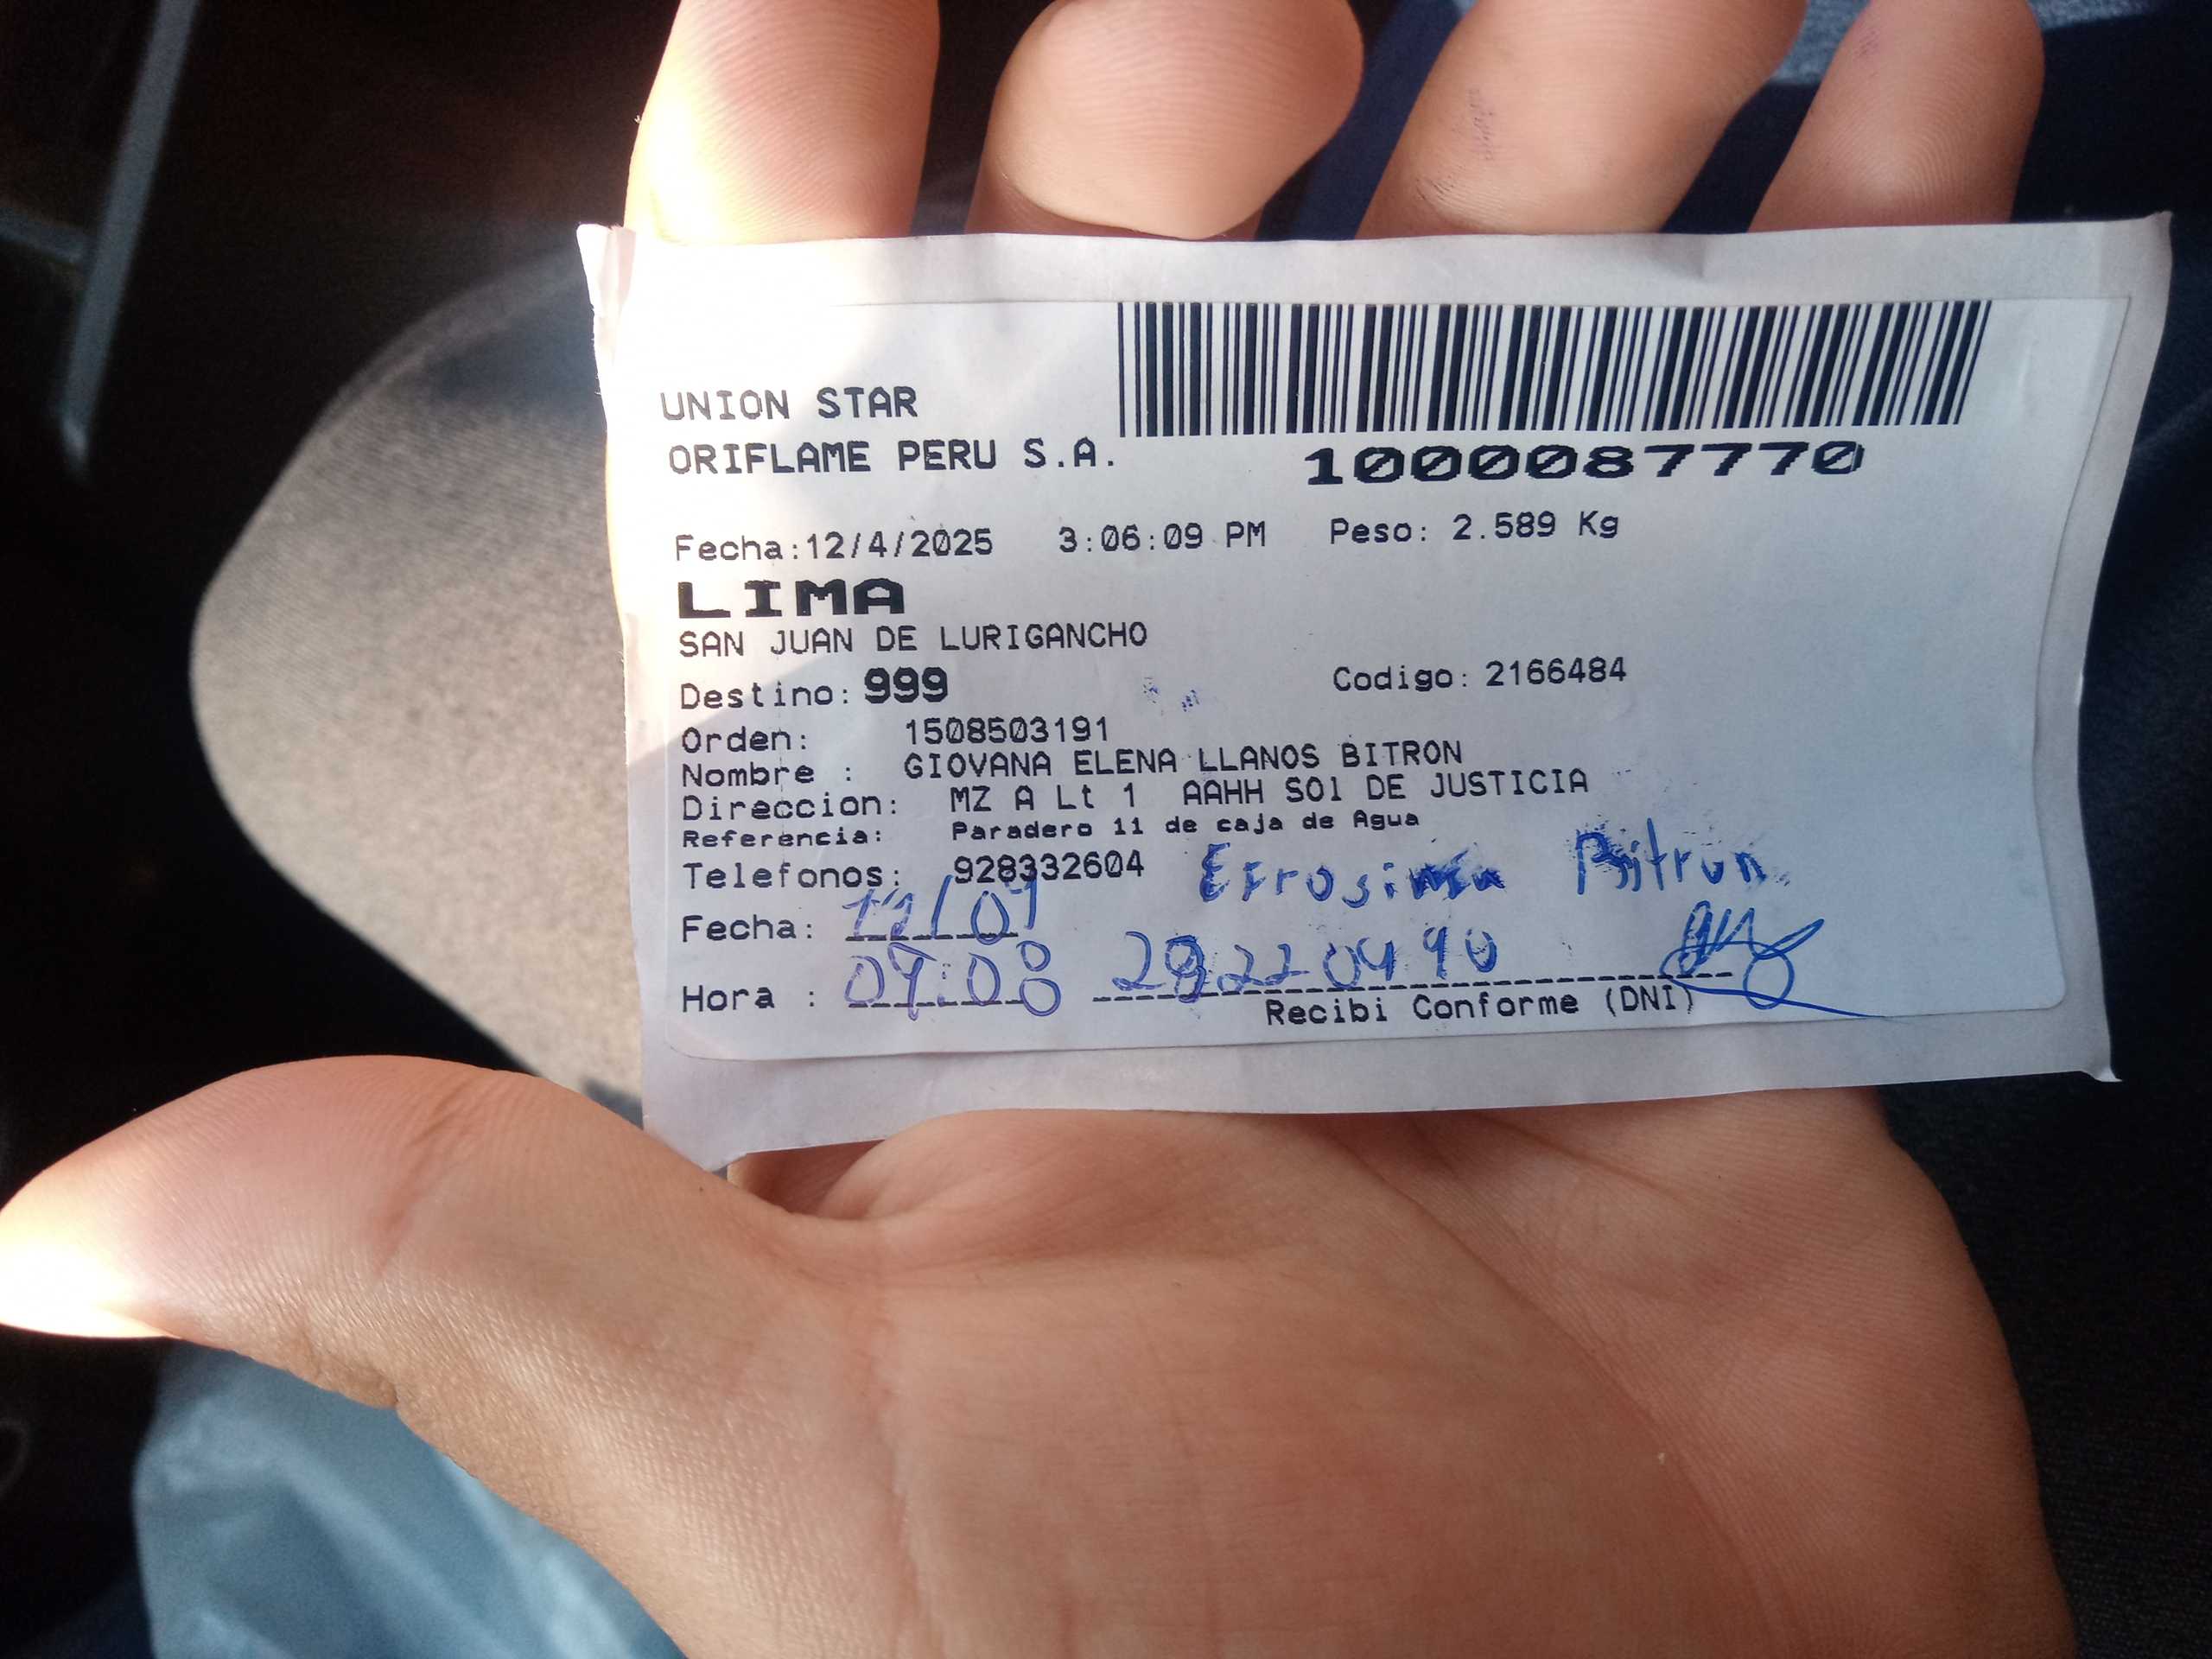 UNION STAR
ORIFLAME PERU S.A.
1000087770
Fecha:12/4/2025 3:06:09 PM Peso: 2.589 Kg
LIMA
SAN JUAN DE LURIGANCHO
Destino: 999 Codigo: 2166484
Orden: 1508503191
Nombre : GIOVANA ELENA LLANOS BITRON
Direccion: MZ A Lt 1 AAHH SOl DE JUSTICIA
Referencia: Paradero 11 de caja de Agua
Telefonos: 928332604 Bitron
Fecha:
Hora :
Recibi Conforme (DNI)